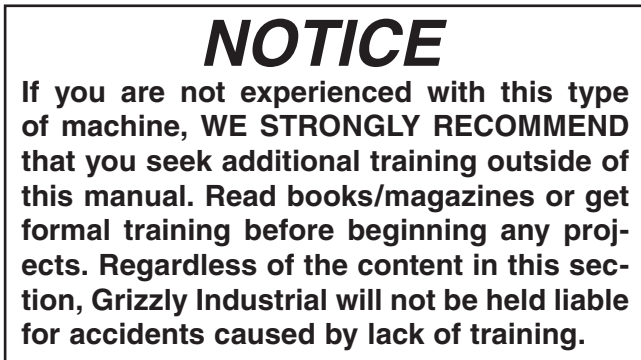 NOTICE
If you are not experienced with this type
of machine, WE STRONGLY RECOMMEND
that you seek additional training outside of
this manual. Read books/magazines or get
formal training before beginning any proj-
ects. Regardless of the content in this sec-
tion, Grizzly Industrial will not be held liable
for accidents caused by lack of training.